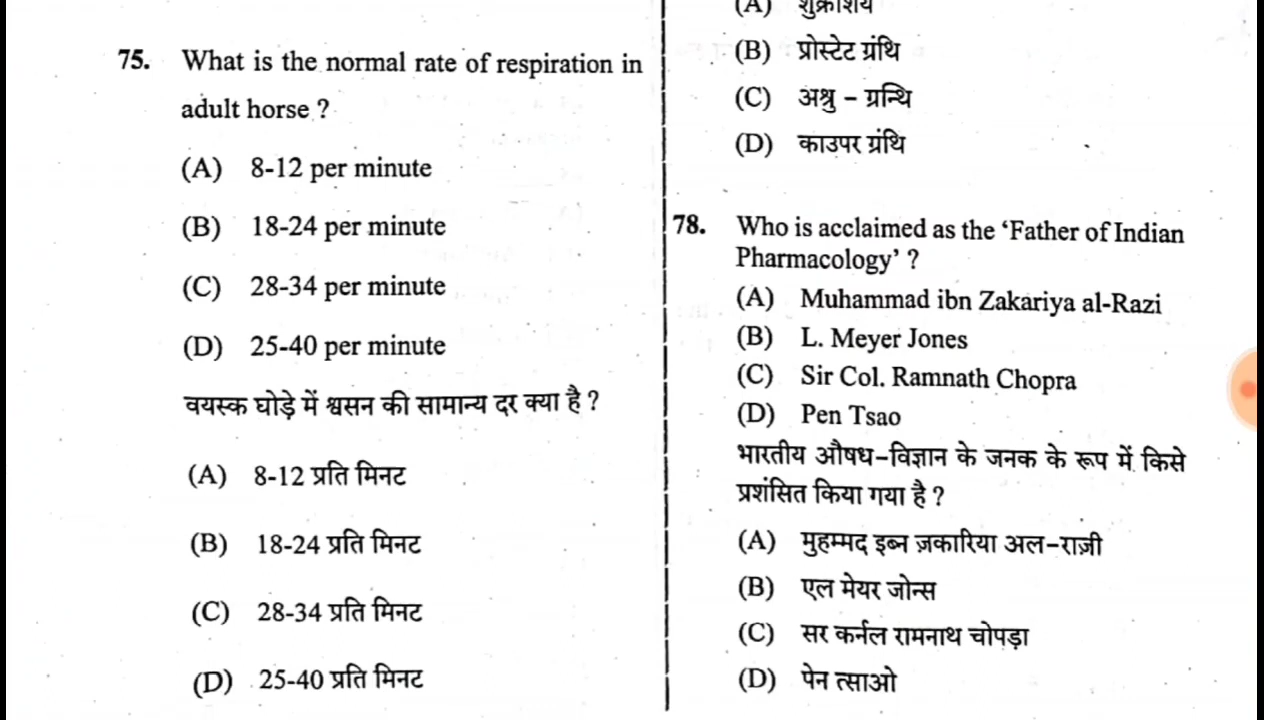 75. What is the normal rate of respiration in
adult horse ?
(A) 8-12 per minute
(B) 18-24 per minute
(C) 28-34 per minute
(D) 25-40 per minute
वयस्क घोड़े में श्वसन की सामान्य दर क्या है ?
(A) 8-12 प्रति मिनट
(B) 18-24 प्रति मिनट
(C) 28-34 प्रति मिनट
(D) 25-40 प्रति मिनट
(A) शुक्राशय
(B) प्रोस्टेट ग्रंथि
(C) अश्रु - ग्रन्थि
(D) काउपर ग्रंथि
78. Who is acclaimed as the ‘Father of Indian
Pharmacology’ ?
(A) Muhammad ibn Zakariya al-Razi
(B) L. Meyer Jones
(C) Sir Col. Ramnath Chopra
(D) Pen Tsao
भारतीय औषध-विज्ञान के जनक के रूप में किसे
प्रशंसित किया गया है ?
(A) मुहम्मद इब्न ज़कारिया अल-राज़ी
(B) एल मेयर जोन्स
(C) सर कर्नल रामनाथ चोपड़ा
(D) पेन त्साओ